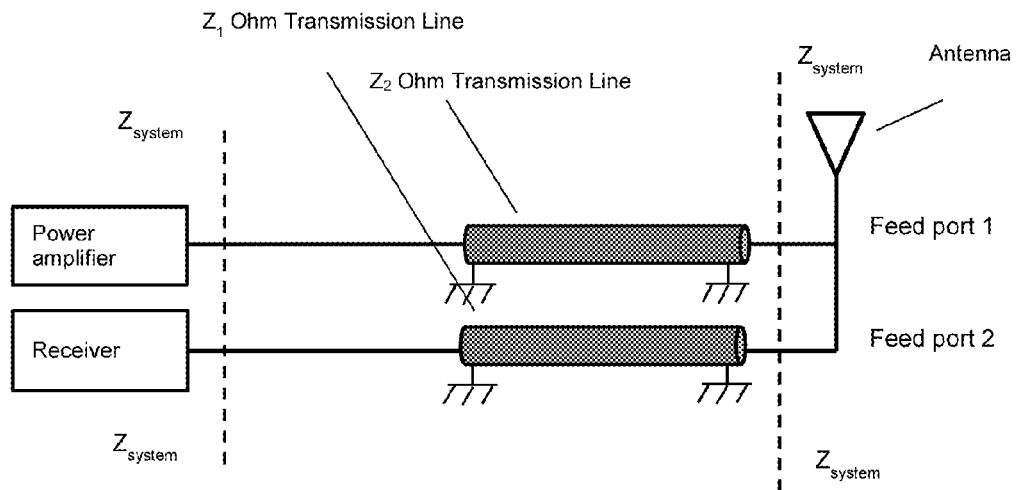 Z1 Ohm Transmission Line
Z2 Ohm Transmission Line
Zsystem
Antenna
Zsystem
Power
amplifier
Feed port 1
Receiver
Feed port 2
Zsystem
Zsystem